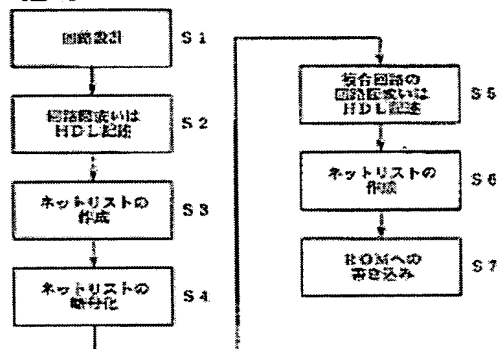 回路設計
S1
回路図或いは
HDL記述
S2
ネットリストの
作成
S3
ネットリストの
暗号化
S4
複合回路の
回路図或いは
HDL記述
S5
ネットリストの
作成
S6
ROMへの
書き込み
S7